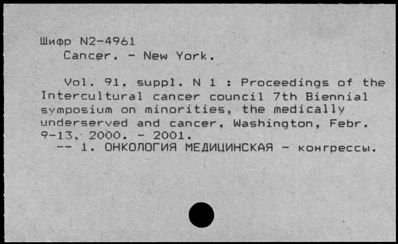 Шифр N2-4961
Cancer. - New York.
Vol. 91, suppl. N 1 : Proceedings of the
Intercultural cancer council 7th Biennial
symposium on minorities, the medically
underserved and cancer, Washington, Febr.
9-13, 2000. - 2001.
-- 1. ОНКОЛОГИЯ МЕДИЦИНСКАЯ - конгрессы.